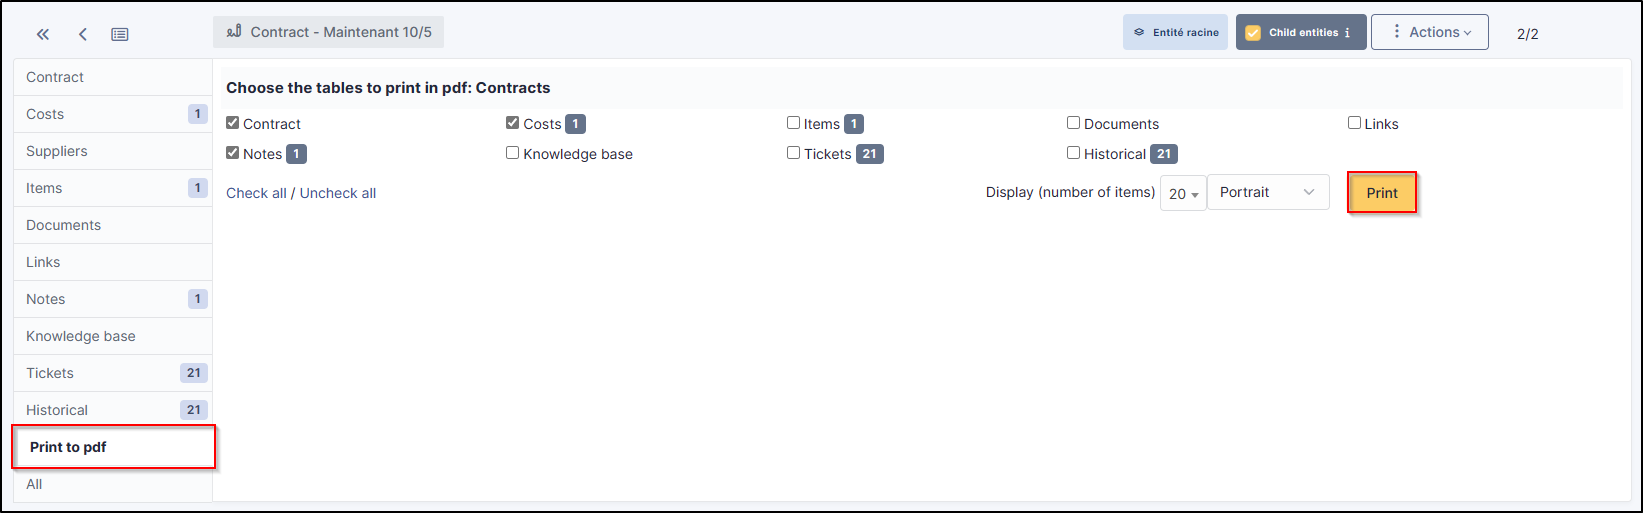 Contract - Maintenant 10/5
Entité racine
Child entities i
Actions
2/2
Contract
Costs 1
Suppliers
Items 1
Documents
Links
Notes 1
Knowledge base
Tickets 21
Historical 21
Print to pdf
All
Choose the tables to print in pdf: Contracts
Contract
Costs 1
Items 1
Documents
Links
Notes 1
Knowledge base
Tickets 21
Historical 21
Check all / Uncheck all
Display (number of items) 20 Portrait Print